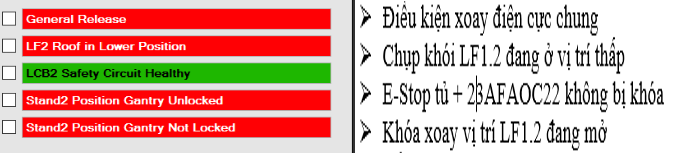 General Release
LF2 Roof in Lower Position
LCB2 Safety Circuit Healthy
Stand2 Position Gantry Unlocked
Stand2 Position Gantry Not Locked
➤ Điều kiện xoay điện cực chung
➤ Chụp khói LF1.2 đang ở vị trí thấp
➤ E-Stop tủ + 23AFAOC22 không bị khóa
➤ Khóa xoay vị trí LF1.2 đang mở